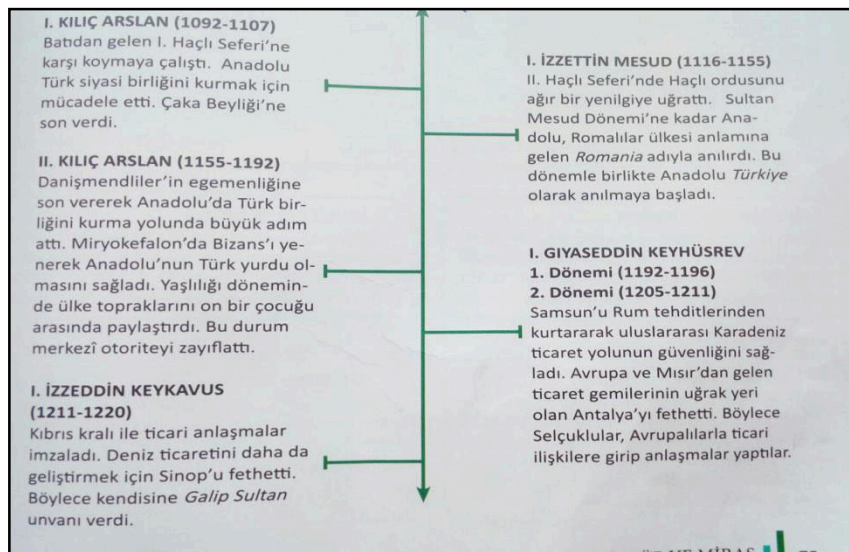 I. KILIÇ ARSLAN (1092-1107)
Batıdan gelen I. Haçlı Seferi'ne
karşı koymaya çalıştı. Anadolu
Türk siyasi birliğini kurmak için
mücadele etti. Çaka Beyliği'ne
son verdi.
I. İZZETTİN MESUD (1116-1155)
II. Haçlı Seferi'nde Haçlı ordusunu
ağır bir yenilgiye uğrattı. Sultan
Mesud Dönemi'ne kadar Ana-
dolu, Romalılar ülkesi anlamına
gelen Romania adıyla anılırdı. Bu
dönemle birlikte Anadolu Türkiye
olarak anılmaya başladı.
II. KILIÇ ARSLAN (1155-1192)
Danişmendliler'in egemenliğine
son vererek Anadolu'da Türk bir-
liğini kurma yolunda büyük adım
attı. Miryokefalon'da Bizans'ı ye-
nerek Anadolu'nun Türk yurdu ol-
masını sağladı. Yaşlılığı dönemin-
de ülke topraklarını on bir çocuğu
arasında paylaştırdı. Bu durum
merkezî otoriteyi zayıflattı.
I. GIYASEDDİN KEYHÜSREV
1. Dönemi (1192-1196)
2. Dönemi (1205-1211)
Samsun'u Rum tehditlerinden
kurtararak uluslararası Karadeniz
ticaret yolunun güvenliğini sağ-
ladı. Avrupa ve Mısır'dan gelen
ticaret gemilerinin uğrak yeri
olan Antalya'yı fethetti. Böylece
Selçuklular, Avrupalılarla ticari
ilişkilere girip anlaşmalar yaptılar.
I. İZZEDDİN KEYKAVUS
(1211-1220)
Kıbrıs kralı ile ticari anlaşmalar
imzaladı. Deniz ticaretini daha da
geliştirmek için Sinop'u fethetti.
Böylece kendisine Galip Sultan
unvanı verdi.
VE MİRAS